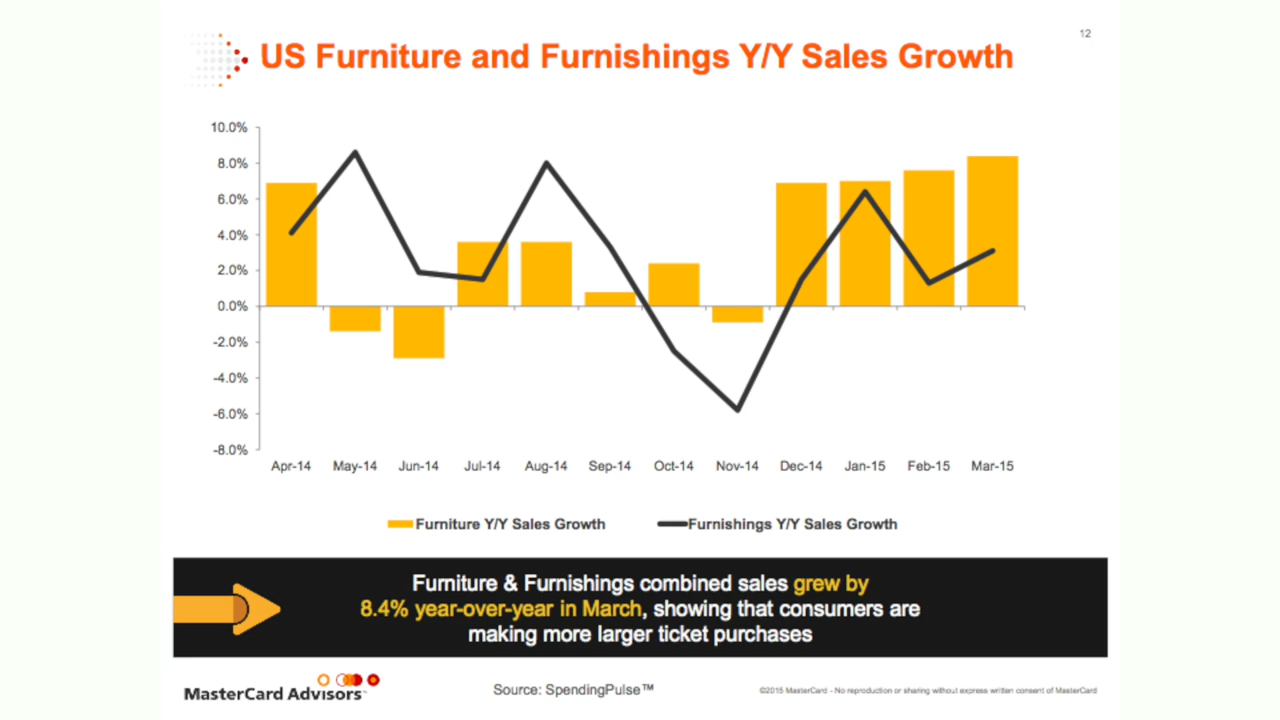 12
US Furniture and Furnishings Y/Y Sales Growth
10.0%
8.0%
6.0%
4.0%
2.0%
0.0%
-2.0%
-4.0%
-6.0%
-8.0%
Apr-14 May-14 Jun-14 Jul-14 Aug-14 Sep-14 Oct-14 Nov-14 Dec-14 Jan-15 Feb-15 Mar-15
Furniture Y/Y Sales Growth Furnishings Y/Y Sales Growth
Furniture & Furnishings combined sales grew by
8.4% year-over-year in March, showing that consumers are
making more larger ticket purchases
MasterCard Advisors
Source: SpendingPulse™
©2015 MasterCard - No reproduction or sharing without express written consent of MasterCard